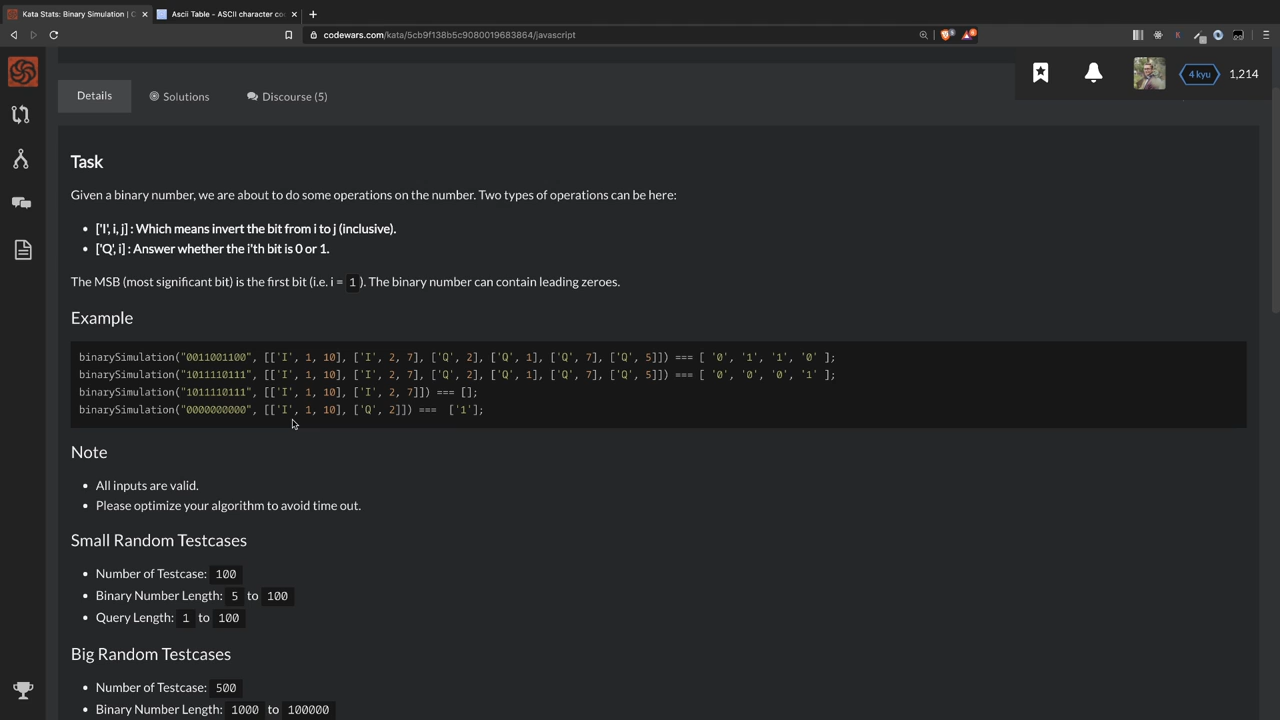 Kata Stats: Binary Simulation | C
Ascii Table - ASCII character co
codewars.com/kata/5cb9f138b5c9080019683864/javascript
4 kyu
1,214
Details
Solutions
Discourse (5)
Task
Given a binary number, we are about to do some operations on the number. Two types of operations can be here:
['I', i, j] : Which means invert the bit from i to j (inclusive).
['Q', i] : Answer whether the i'th bit is 0 or 1.
The MSB (most significant bit) is the first bit (i.e. i = 1). The binary number can contain leading zeroes.
Example
binarySimulation("0011001100", [['I', 1, 10], ['I', 2, 7], ['Q', 2], ['Q', 1], ['Q', 7], ['Q', 5]]) === [ '0', '1', '1', '0' ];
binarySimulation("1011110111", [['I', 1, 10], ['I', 2, 7], ['Q', 2], ['Q', 1], ['Q', 7], ['Q', 5]]) === [ '0', '0', '0', '1' ];
binarySimulation("1011110111", [['I', 1, 10], ['I', 2, 7]]) === [];
binarySimulation("0000000000", [['I', 1, 10], ['Q', 2]]) === ['1'];
Note
All inputs are valid.
Please optimize your algorithm to avoid time out.
Small Random Testcases
Number of Testcase: 100
Binary Number Length: 5 to 100
Query Length: 1 to 100
Big Random Testcases
Number of Testcase: 500
Binary Number Length: 1000 to 100000